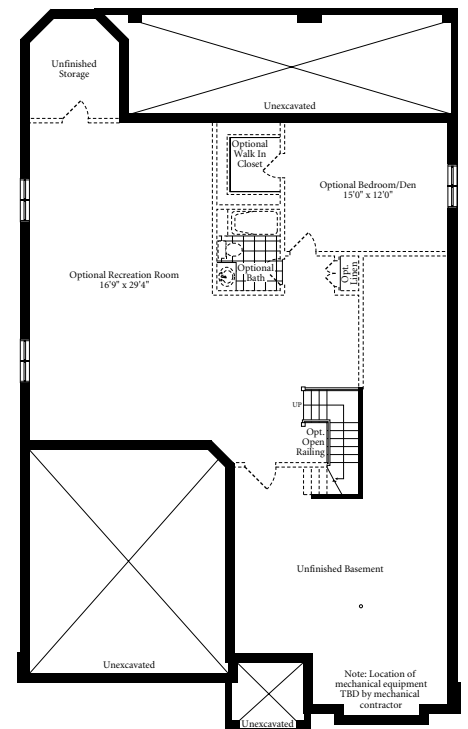 Unfinished
Storage
Unexcavated
Optional
Walk In
Closet
Optional Bedroom/Den
15'0" x 12'0"
Optional Recreation Room
16'9" x 29'4"
Optional
Bath
Opt.
Linen
UP
Opt.
Open
Railing
Unfinished Basement
Unexcavated
Note: Location of
mechanical equipment
TBD by mechanical
contractor
Unexcavated